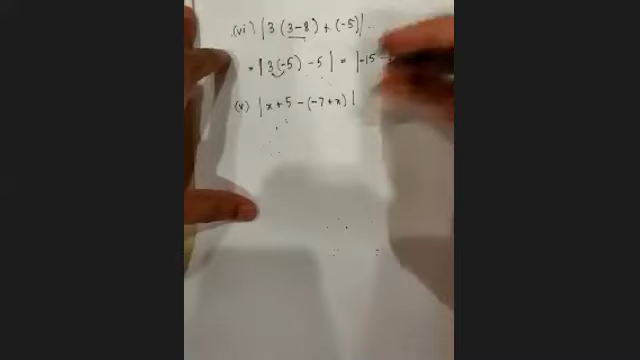 (vi) |3 (3-8) + (-5)|
= |3(-5) -5| = |-15 -
(x) |x+5-(-7+x)|